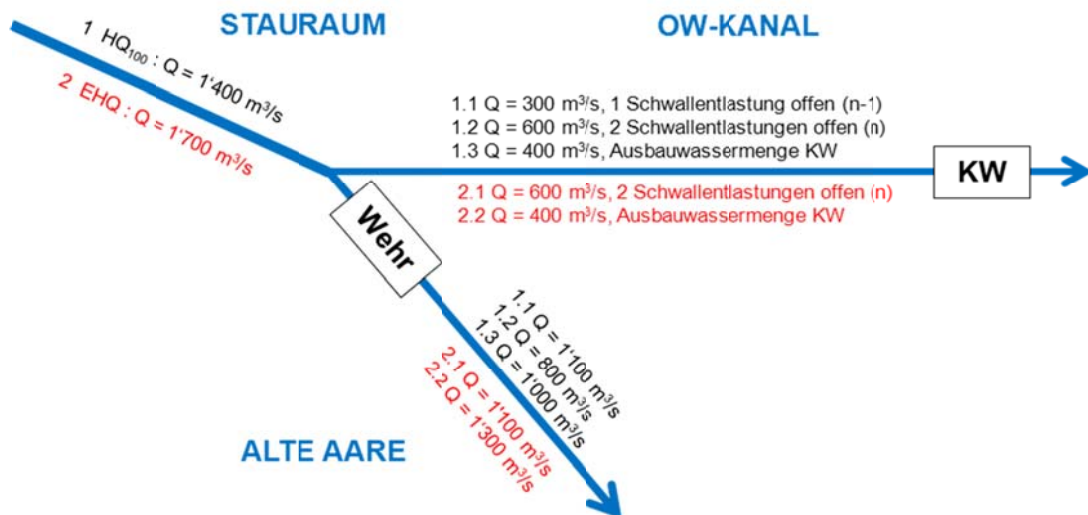 STAURAUM
OW-KANAL
1 HQ₁₀₀ : Q = 1'400 m³/s
2 EHQ : Q = 1'700 m³/s
1.1 Q = 300 m³/s, 1 Schwallentlastung offen (n-1)
1.2 Q = 600 m³/s, 2 Schwallentlastungen offen (n)
1.3 Q = 400 m³/s, Ausbauwassermenge KW
KW
2.1 Q = 600 m³/s, 2 Schwallentlastungen offen (n)
2.2 Q = 400 m³/s, Ausbauwassermenge KW
Wehr
1.1 Q = 1'100 m³/s
1.2 Q = 800 m³/s
1.3 Q = 1'000 m³/s
2.1 Q = 1'100 m³/s
2.2 Q = 1'300 m³/s
ALTE AARE